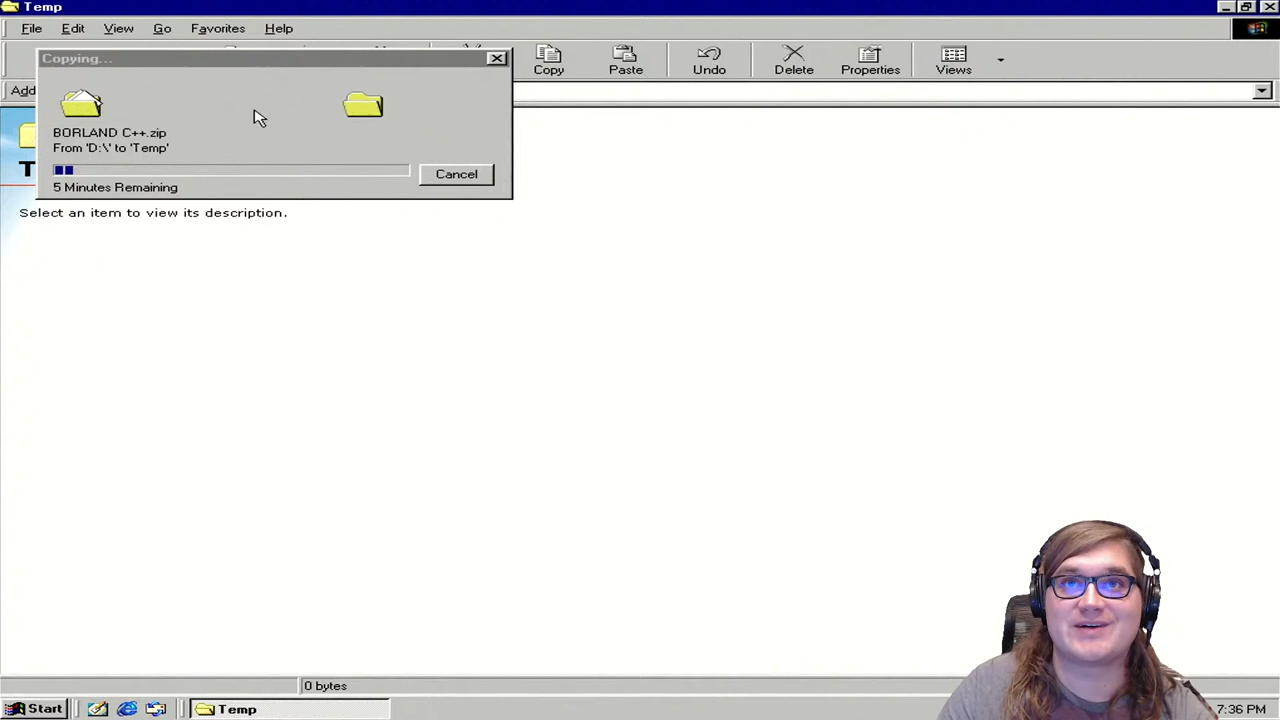 Temp
File Edit View Go Favorites Help
Copying...
Copy Paste Undo Delete Properties Views
Add
BORLAND C++.zip
From 'D:\' to 'Temp'
Cancel
5 Minutes Remaining
T
Select an item to view its description.
0 bytes
Start Temp 7:36 PM